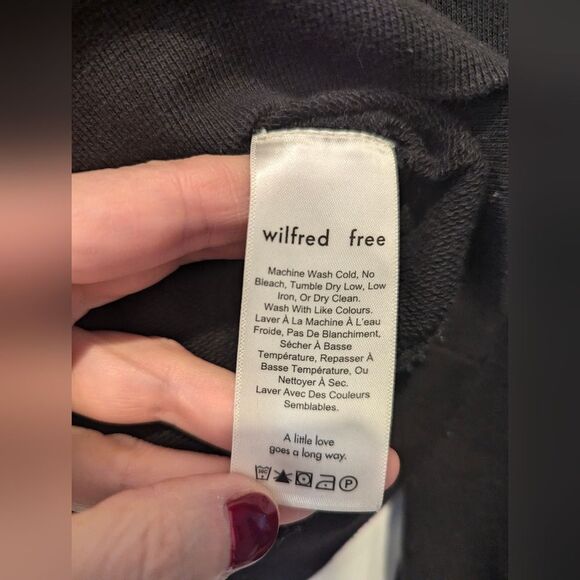 wilfred free
Machine Wash Cold, No
Bleach, Tumble Dry Low, Low
Iron, Or Dry Clean.
Wash With Like Colours.
Laver À La Machine À L'eau
Froide, Pas De Blanchiment,
Sécher À Basse
Température, Repasser À
Basse Température, Ou
Nettoyer À Sec.
Laver Avec Des Couleurs
Semblables.
A little love
goes a long way.
30C P